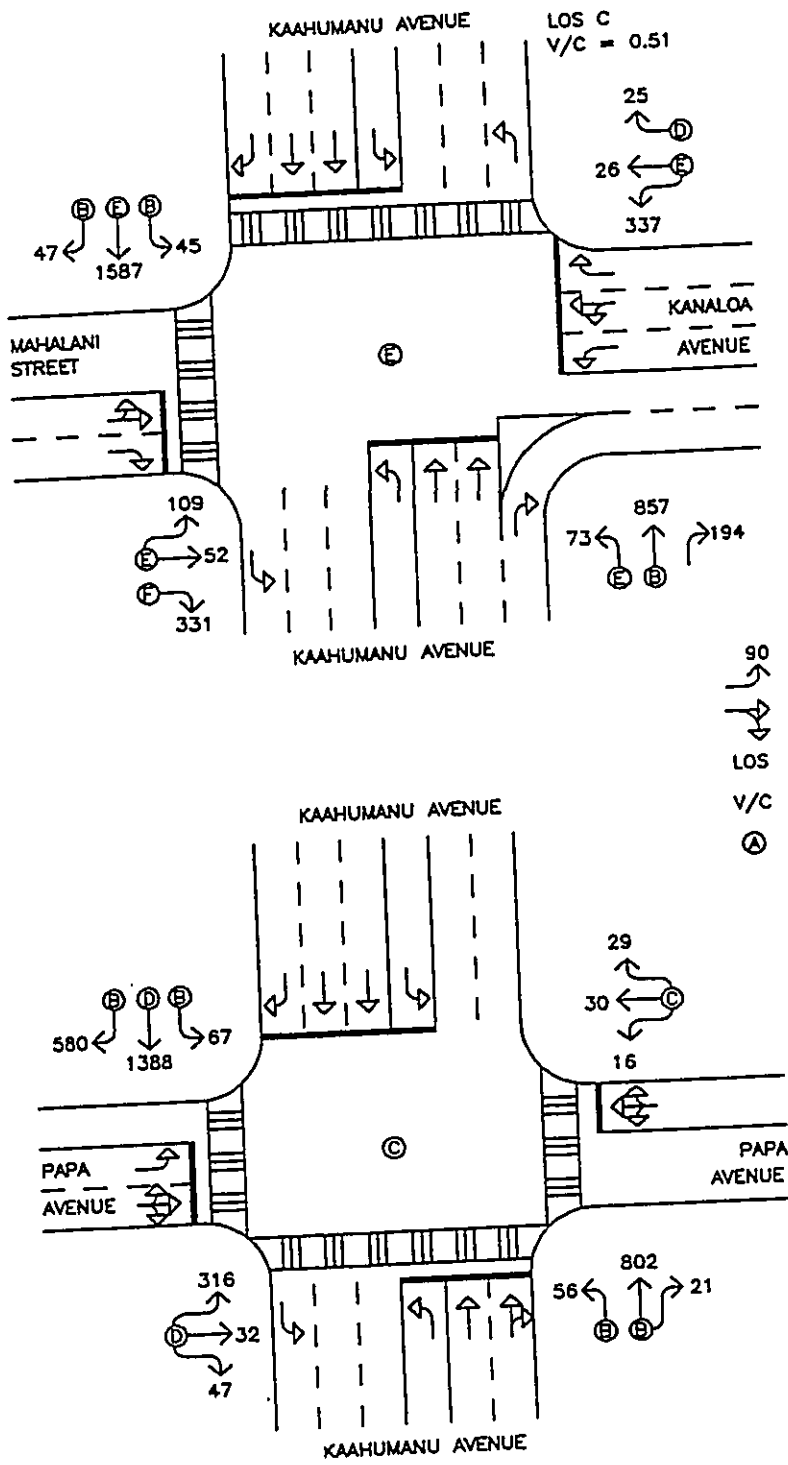 KAAHUMANU AVENUE
LOS C
V/C = 0.51
25
D
26 E
337
B E B
47 1587 45
MAHALANI
STREET
KANALOA
AVENUE
E
109
E 52
F
331
857
73 194
E B
KAAHUMANU AVENUE
90
LOS
V/C
A
KAAHUMANU AVENUE
29
30 C
16
B D B
580 1388 67
PAPA
AVENUE
C
PAPA
AVENUE
316
D 32
47
802
56 21
B B
KAAHUMANU AVENUE